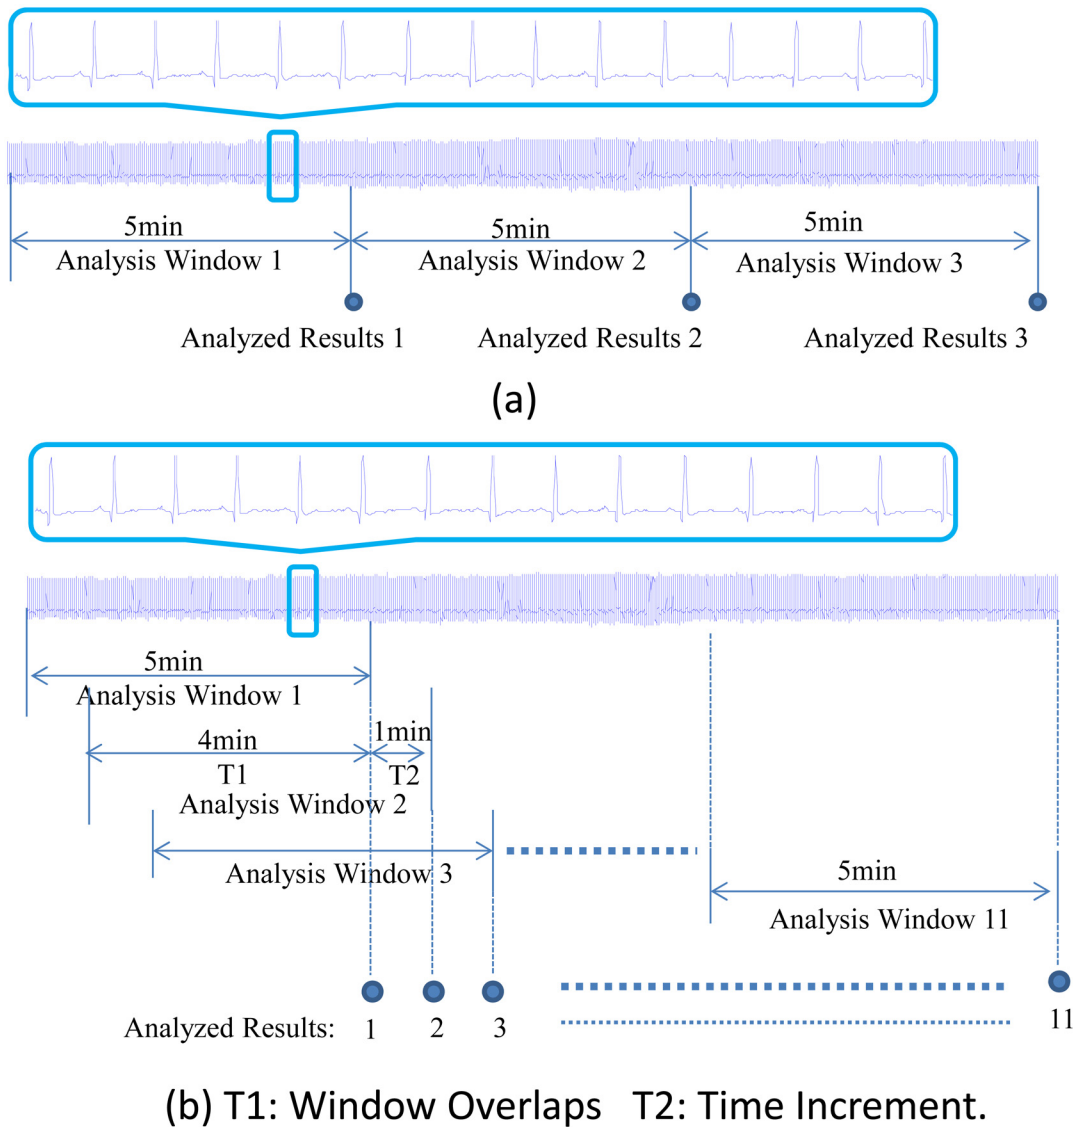 5min 5min 5min
Analysis Window 1 Analysis Window 2 Analysis Window 3
Analyzed Results 1 Analyzed Results 2 Analyzed Results 3
(a)
5min
Analysis Window 1
4min 1min
T1 T2
Analysis Window 2
Analysis Window 3
5min
Analysis Window 11
Analyzed Results: 1 2 3 11
(b) T1: Window Overlaps T2: Time Increment.